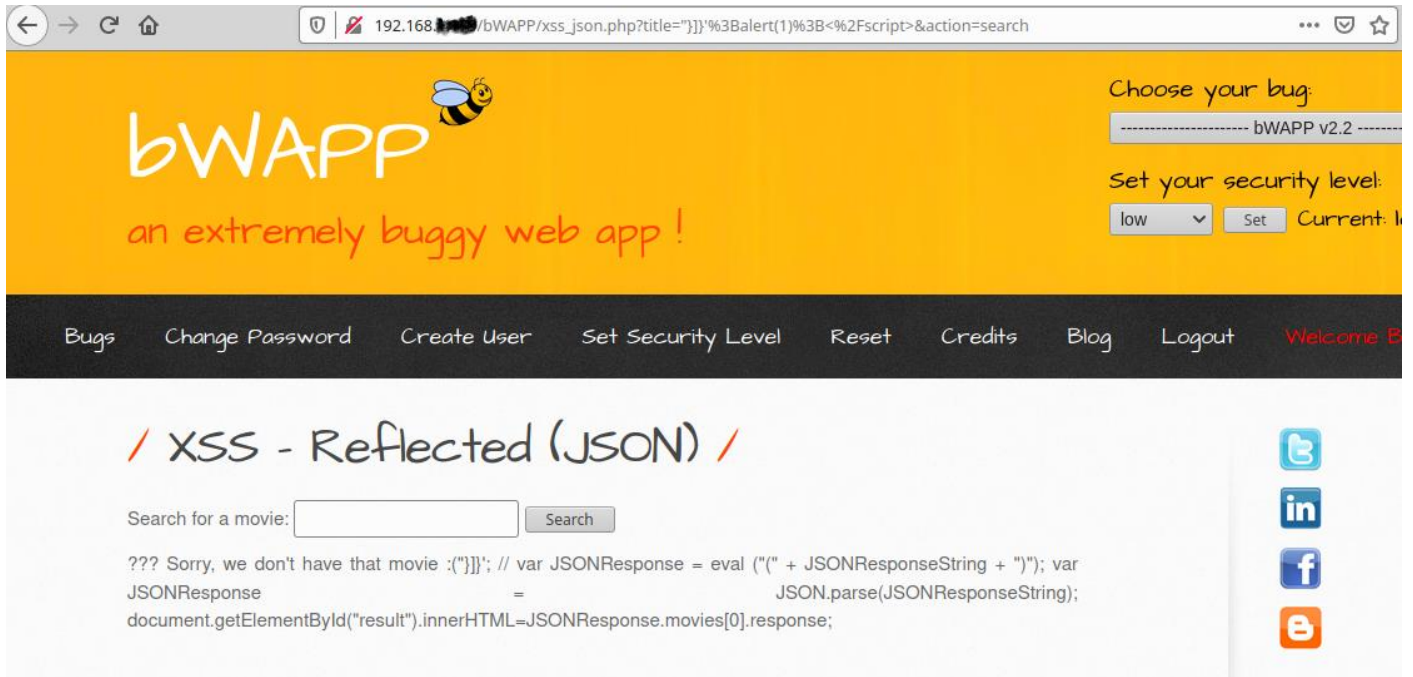 192.168. /bWAPP/xss_json.php?title="}]}'%3Balert(1)%3B<%2Fscript>&action=search
bWAPP
an extremely buggy web app !
Choose your bug:
---------------------- bWAPP v2.2 --------
Set your security level:
low Set Current:
Bugs Change Password Create User Set Security Level Reset Credits Blog Logout Welcome
/ XSS - Reflected (JSON) /
Search for a movie: Search
??? Sorry, we don't have that movie :("}]}'; // var JSONResponse = eval ("(" + JSONResponseString + ")"); var
JSONResponse = JSON.parse(JSONResponseString);
document.getElementById("result").innerHTML=JSONResponse.movies[0].response;